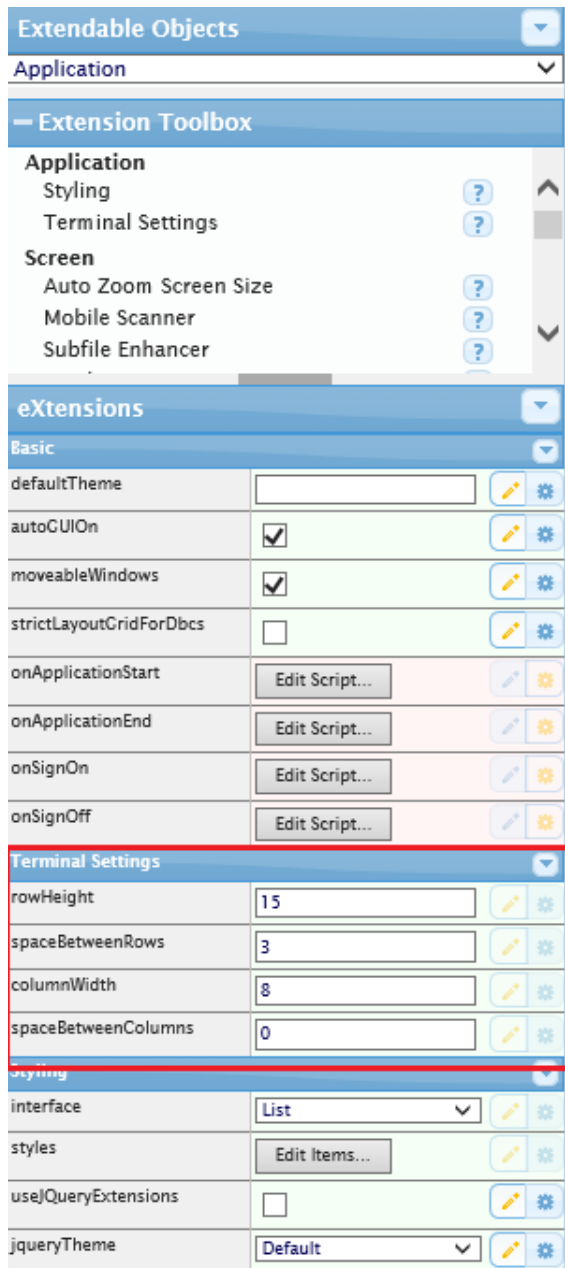 Extendable Objects
Application
Extension Toolbox
Application
Styling ?
Terminal Settings ?
Screen
Auto Zoom Screen Size ?
Mobile Scanner ?
Subfile Enhancer ?
eXtensions
Basic
defaultTheme
autoGUIOn
moveableWindows
strictLayoutGridForDbcs
onApplicationStart Edit Script...
onApplicationEnd Edit Script...
onSignOn Edit Script...
onSignOff Edit Script...
Terminal Settings
rowHeight 15
spaceBetweenRows 3
columnWidth 8
spaceBetweenColumns 0
Styling
interface List
styles Edit Items...
useJQueryExtensions
jqueryTheme Default